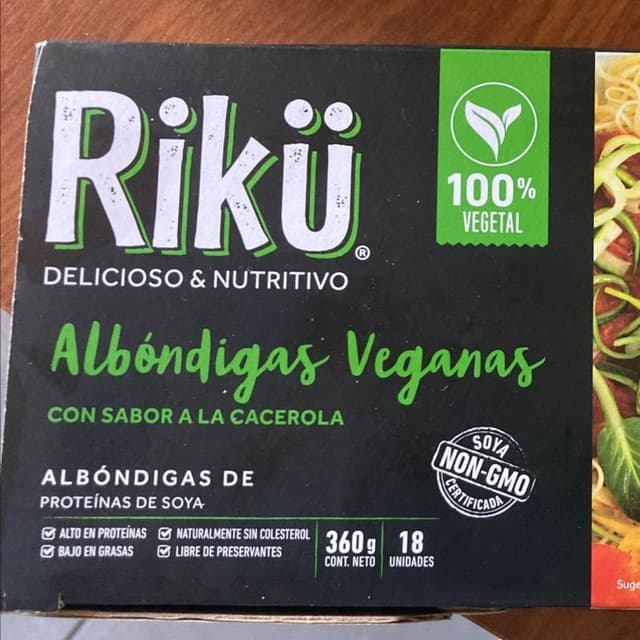 Rikü®
DELICIOSO & NUTRITIVO
100%
VEGETAL
Albóndigas Veganas
CON SABOR A LA CACEROLA
ALBÓNDIGAS DE
PROTEÍNAS DE SOYA
SOYA
NON-GMO
CERTIFICADA
ALTO EN PROTEÍNAS
NATURALMENTE SIN COLESTEROL
BAJO EN GRASAS
LIBRE DE PRESERVANTES
360g
CONT. NETO
18
UNIDADES